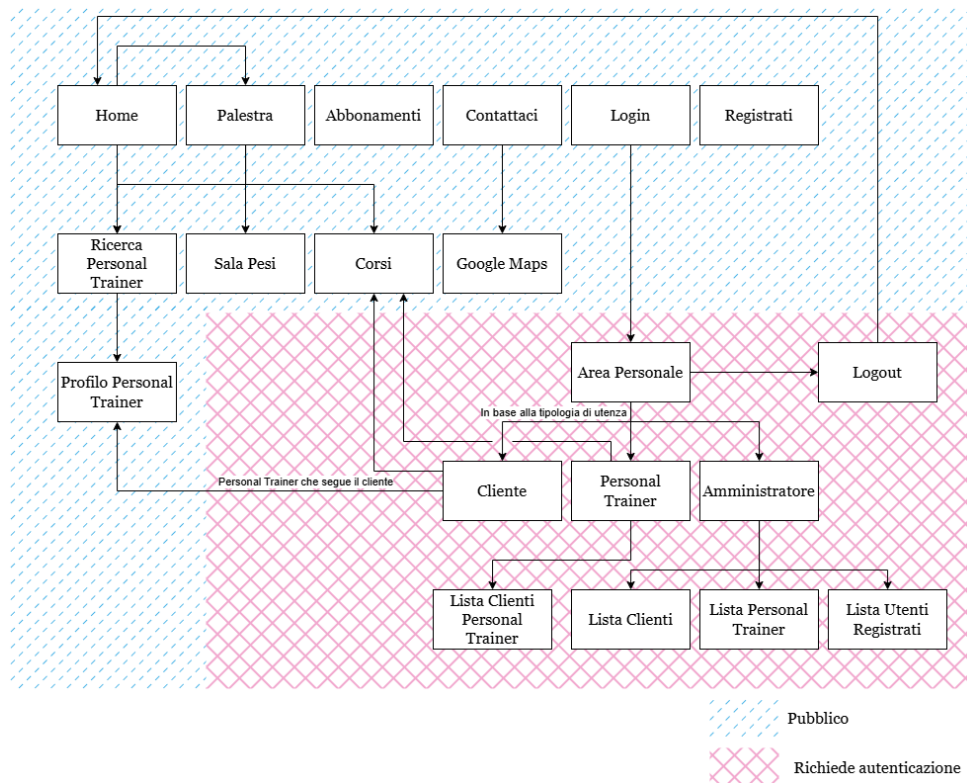 Home
Palestra
Abbonamenti
Contattaci
Login
Registrati
Ricerca
Personal
Trainer
Sala Pesi
Corsi
Google Maps
Profilo Personal
Trainer
Area Personale
Logout
In base alla tipologia di utenza
Personal Trainer che segue il cliente
Cliente
Personal
Trainer
Amministratore
Lista Clienti
Personal
Trainer
Lista Clienti
Lista Personal
Trainer
Lista Utenti
Registrati
Pubblico
Richiede autenticazione